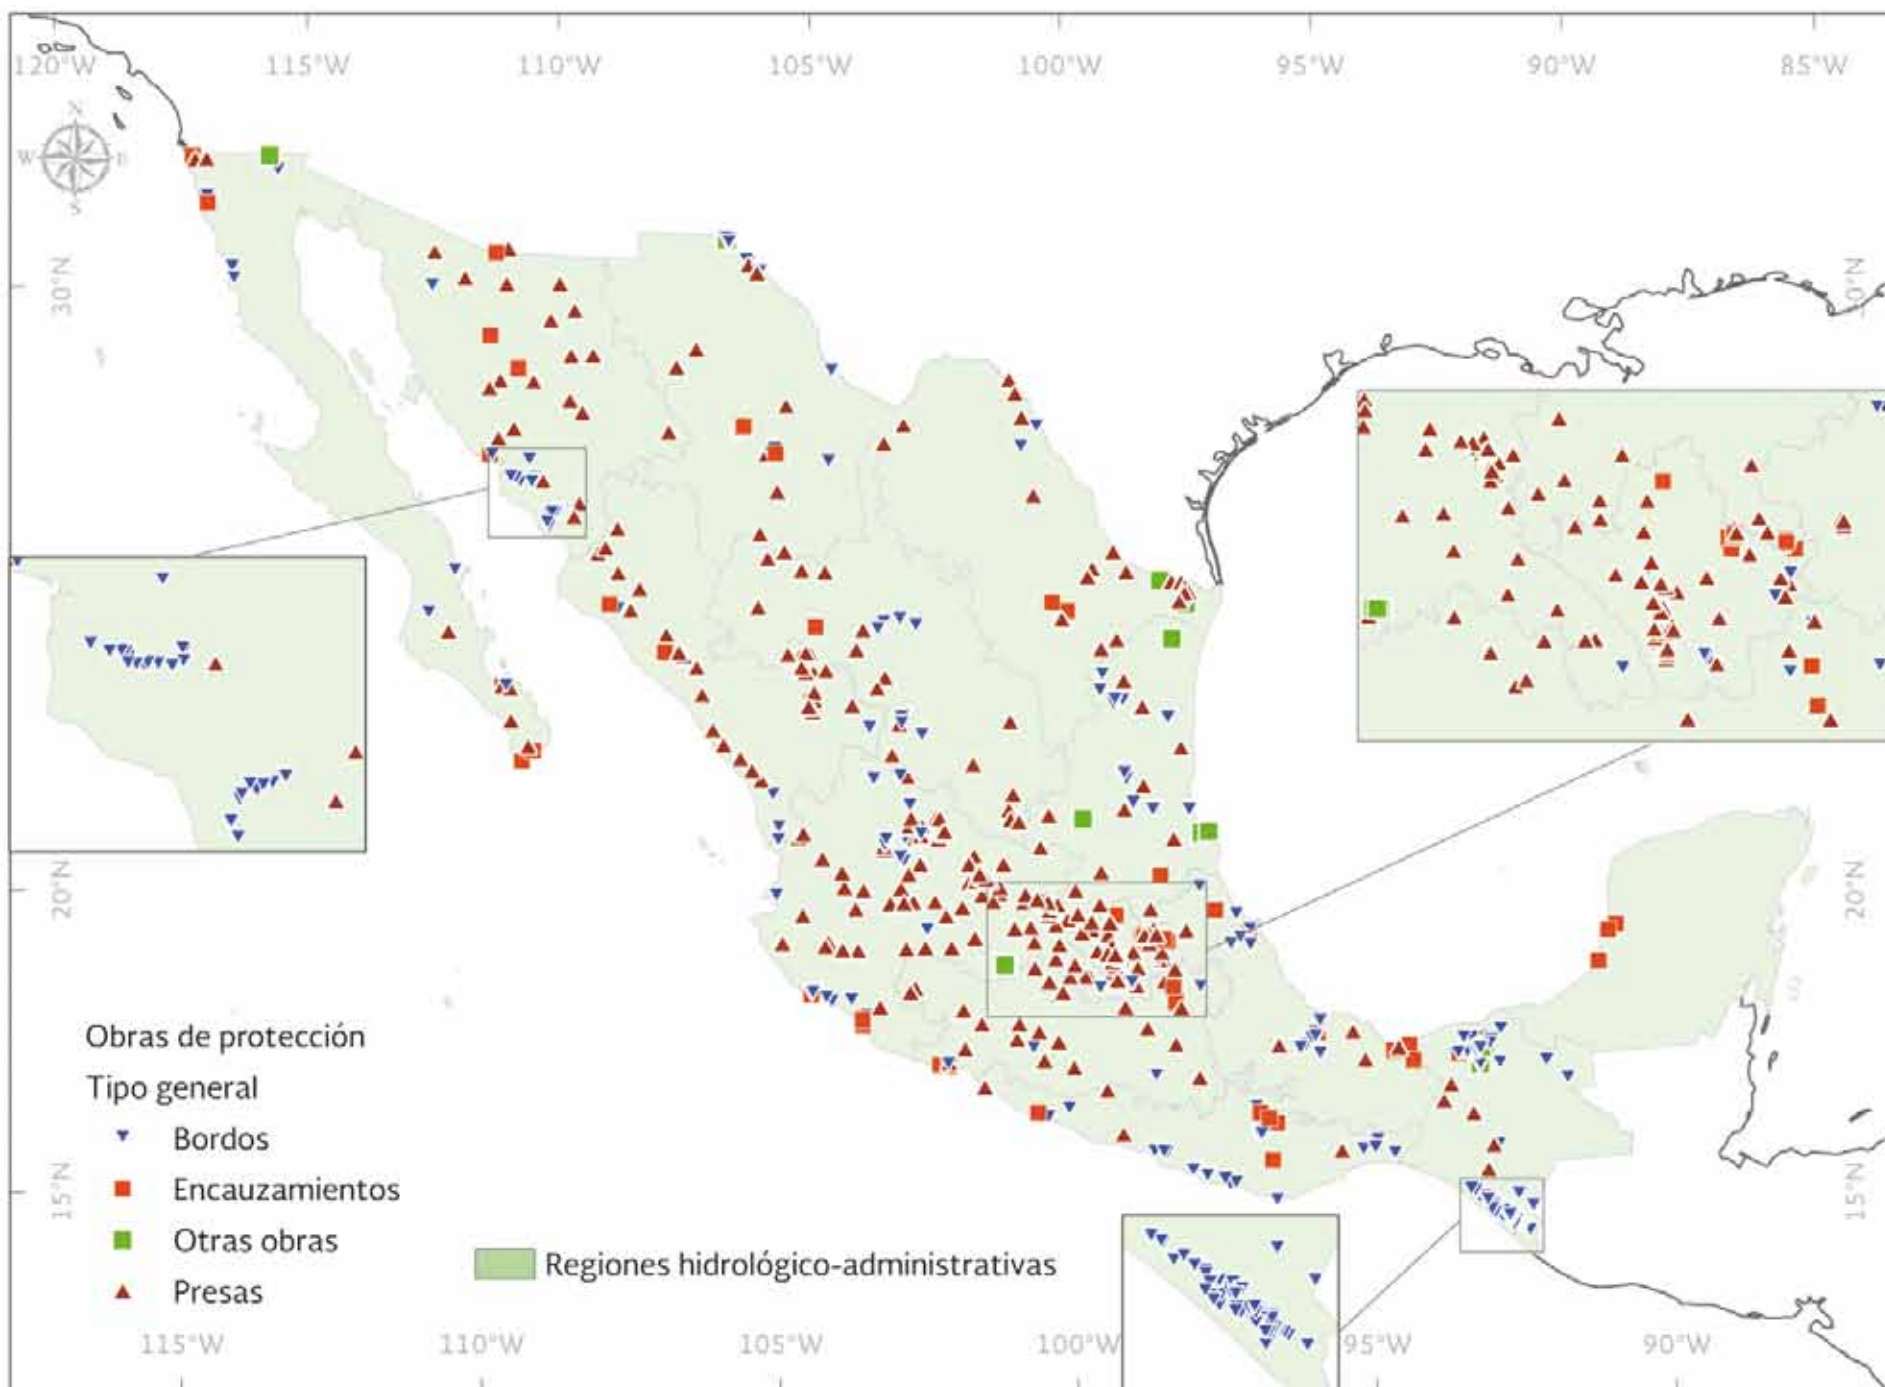 120°W 115°W 110°W 105°W 100°W 95°W 90°W 85°W
N
W E
S
30°N
0°N
20°N
20°N
15°N
15°N
Obras de protección
Tipo general
Bordos
Encauzamientos
Otras obras
Presas
Regiones hidrológico-administrativas
115°W 110°W 105°W 100°W 95°W 90°W